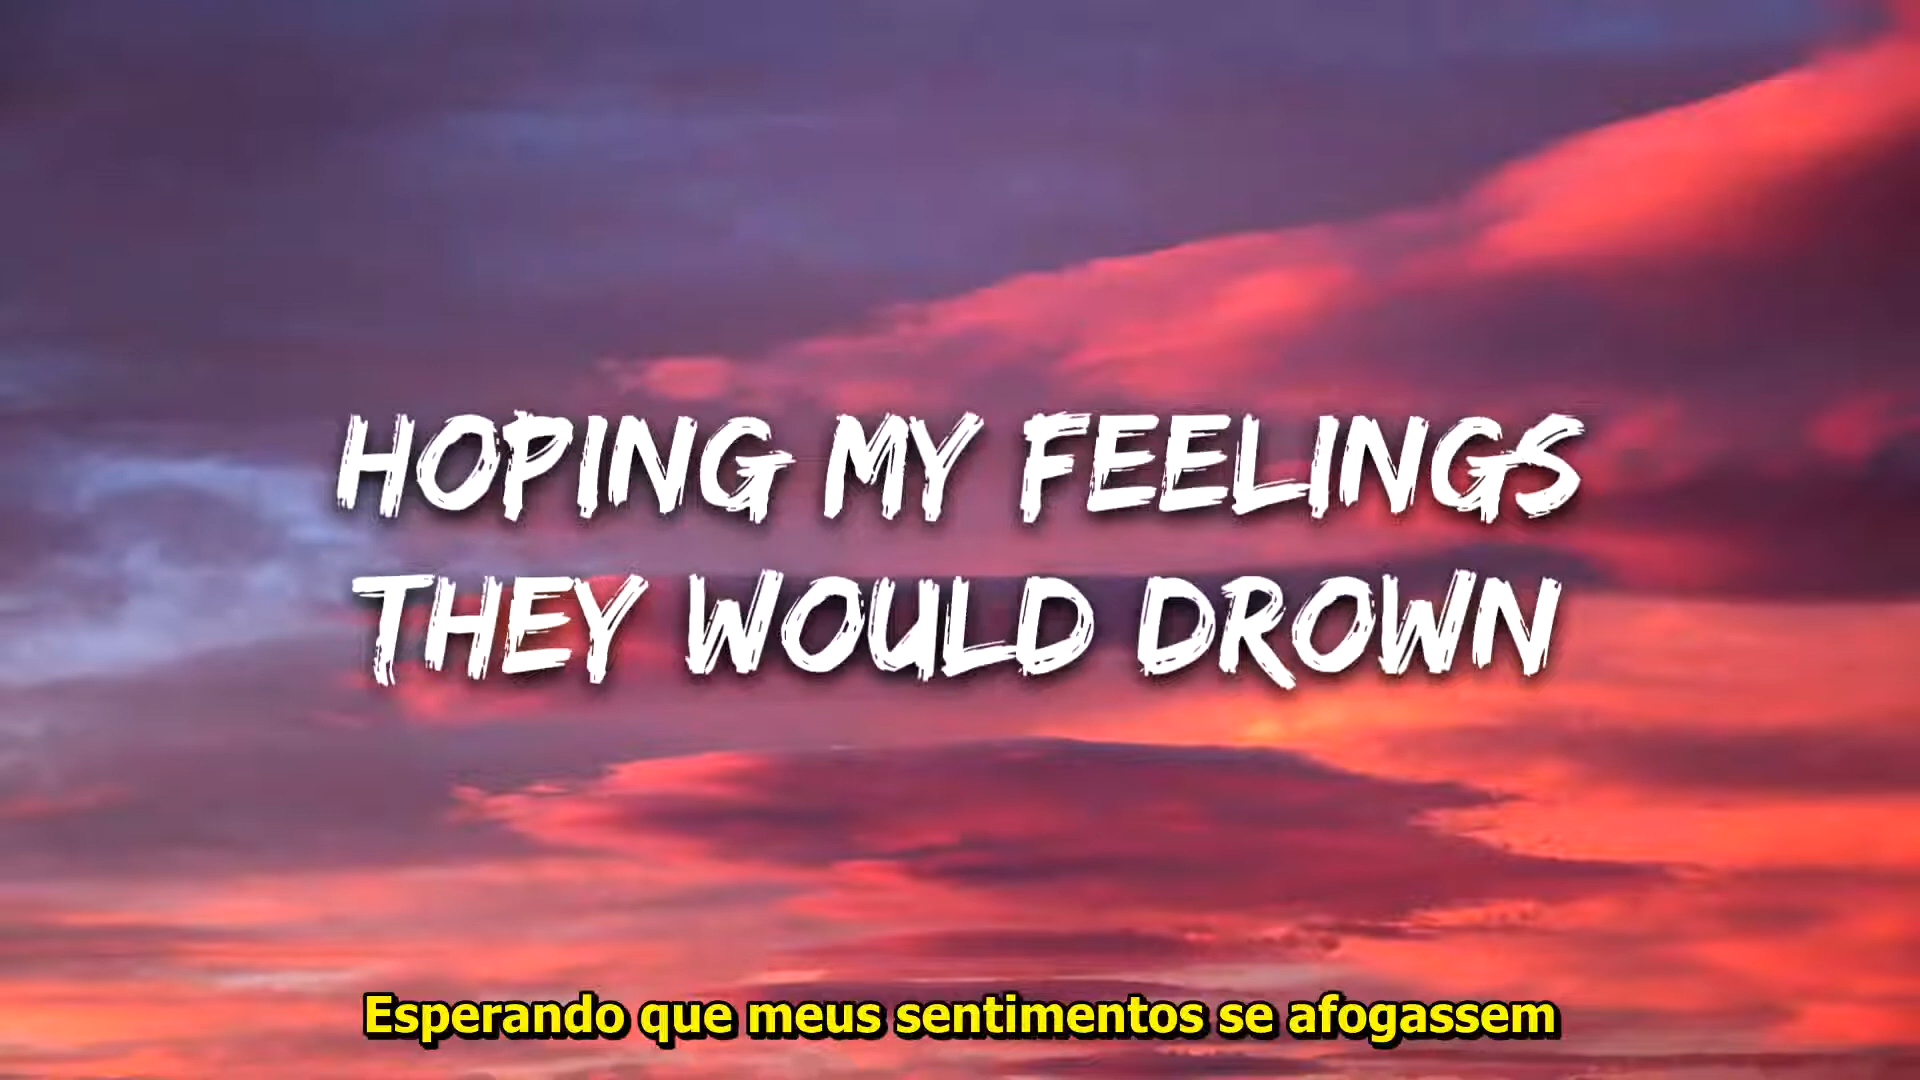 HOPING MY FEELINGS
THEY WOULD DROWN
Esperando que meus sentimentos se afogassem